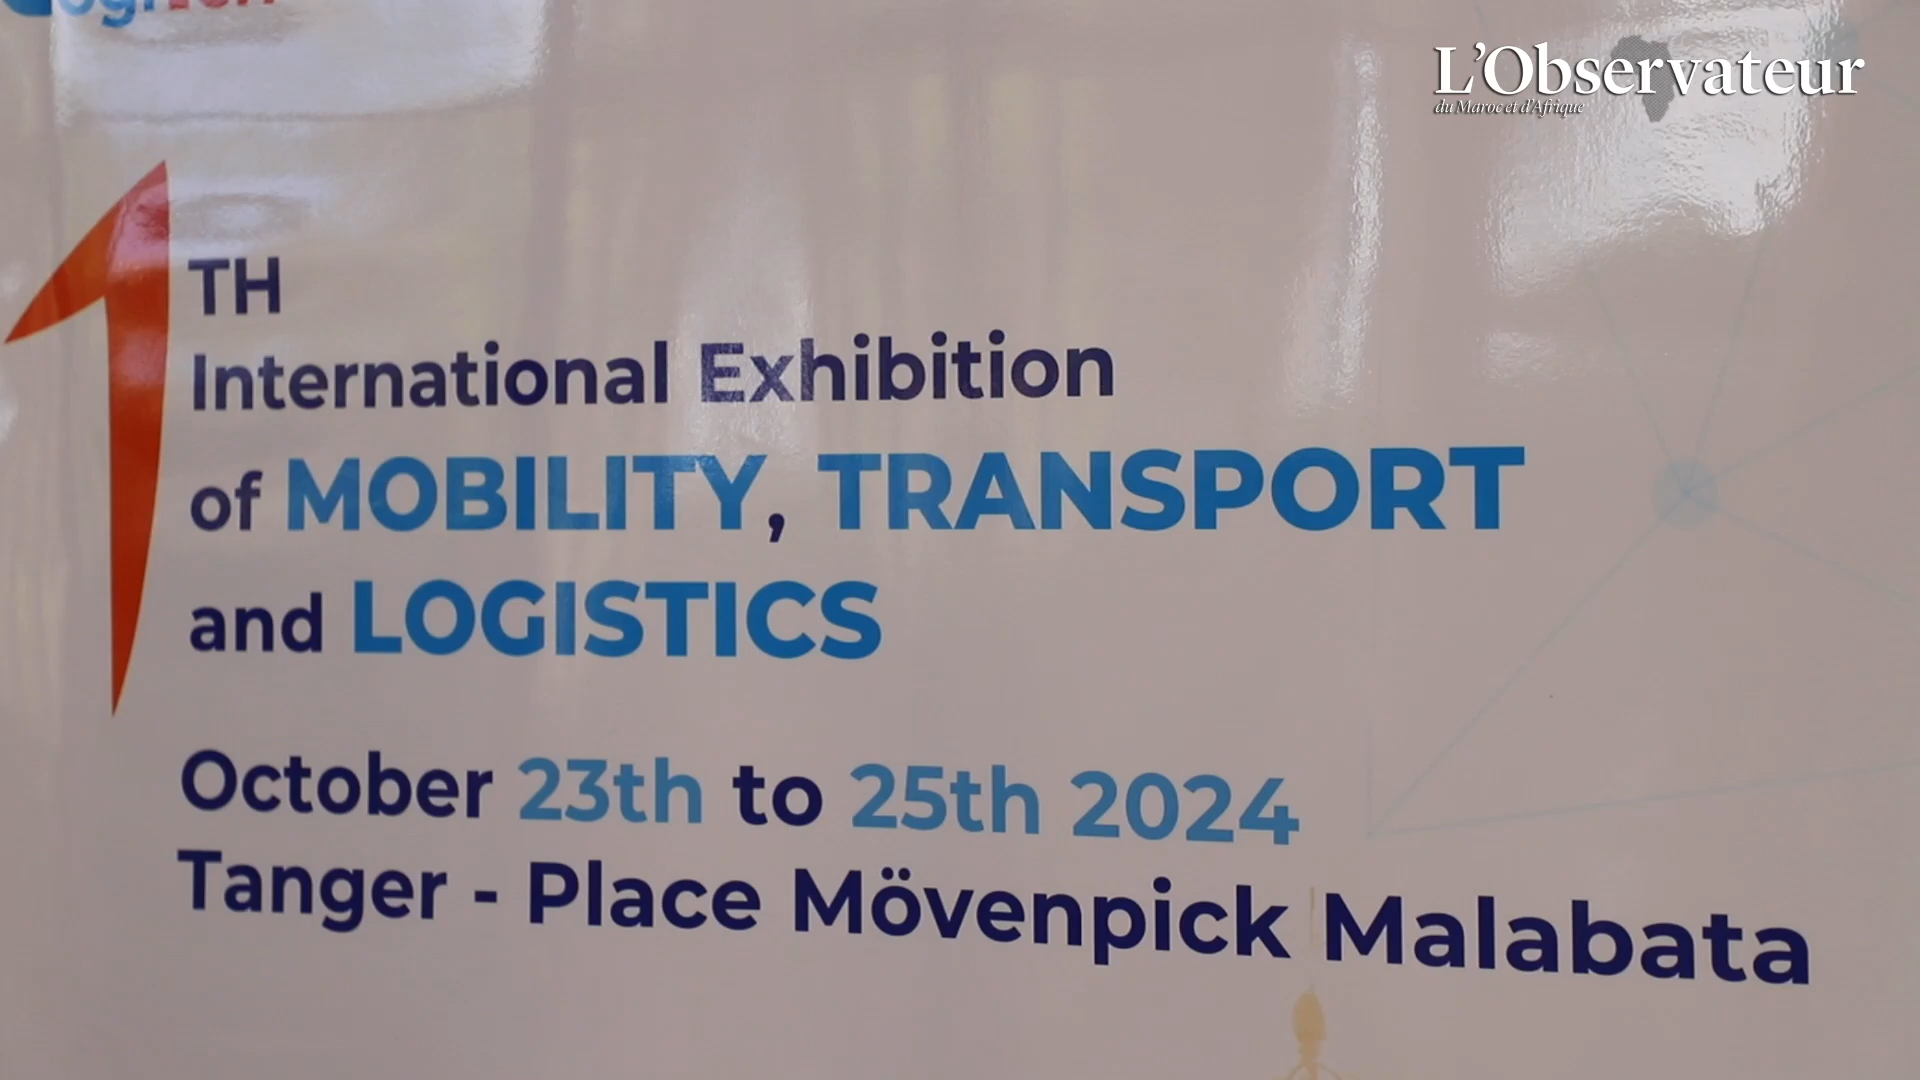 L'Observateur
du Maroc et d'Afrique
1TH
International Exhibition
of MOBILITY, TRANSPORT
and LOGISTICS
October 23th to 25th 2024
Tanger - Place Mövenpick Malabata